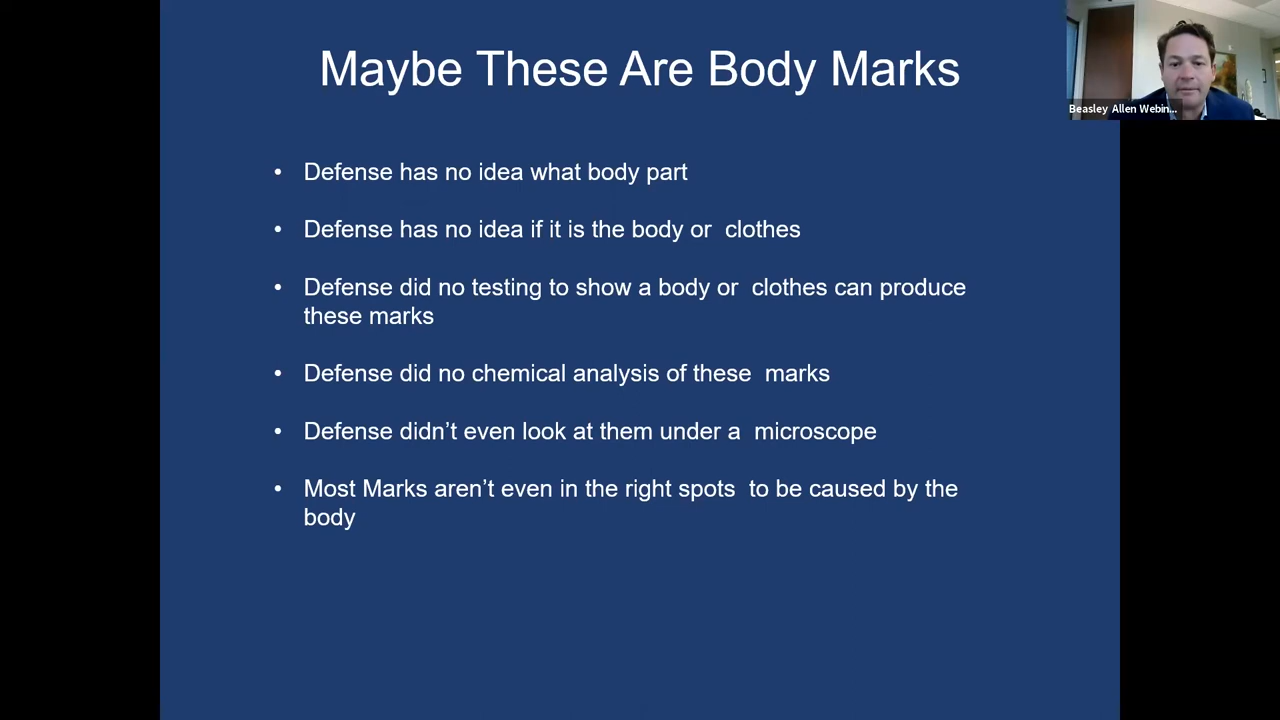 Maybe These Are Body Marks
Beasley Allen Webin...
• Defense has no idea what body part
• Defense has no idea if it is the body or  clothes
• Defense did no testing to show a body or  clothes can produce
these marks
• Defense did no chemical analysis of these  marks
• Defense didn’t even look at them under a  microscope
• Most Marks aren’t even in the right spots  to be caused by the
body